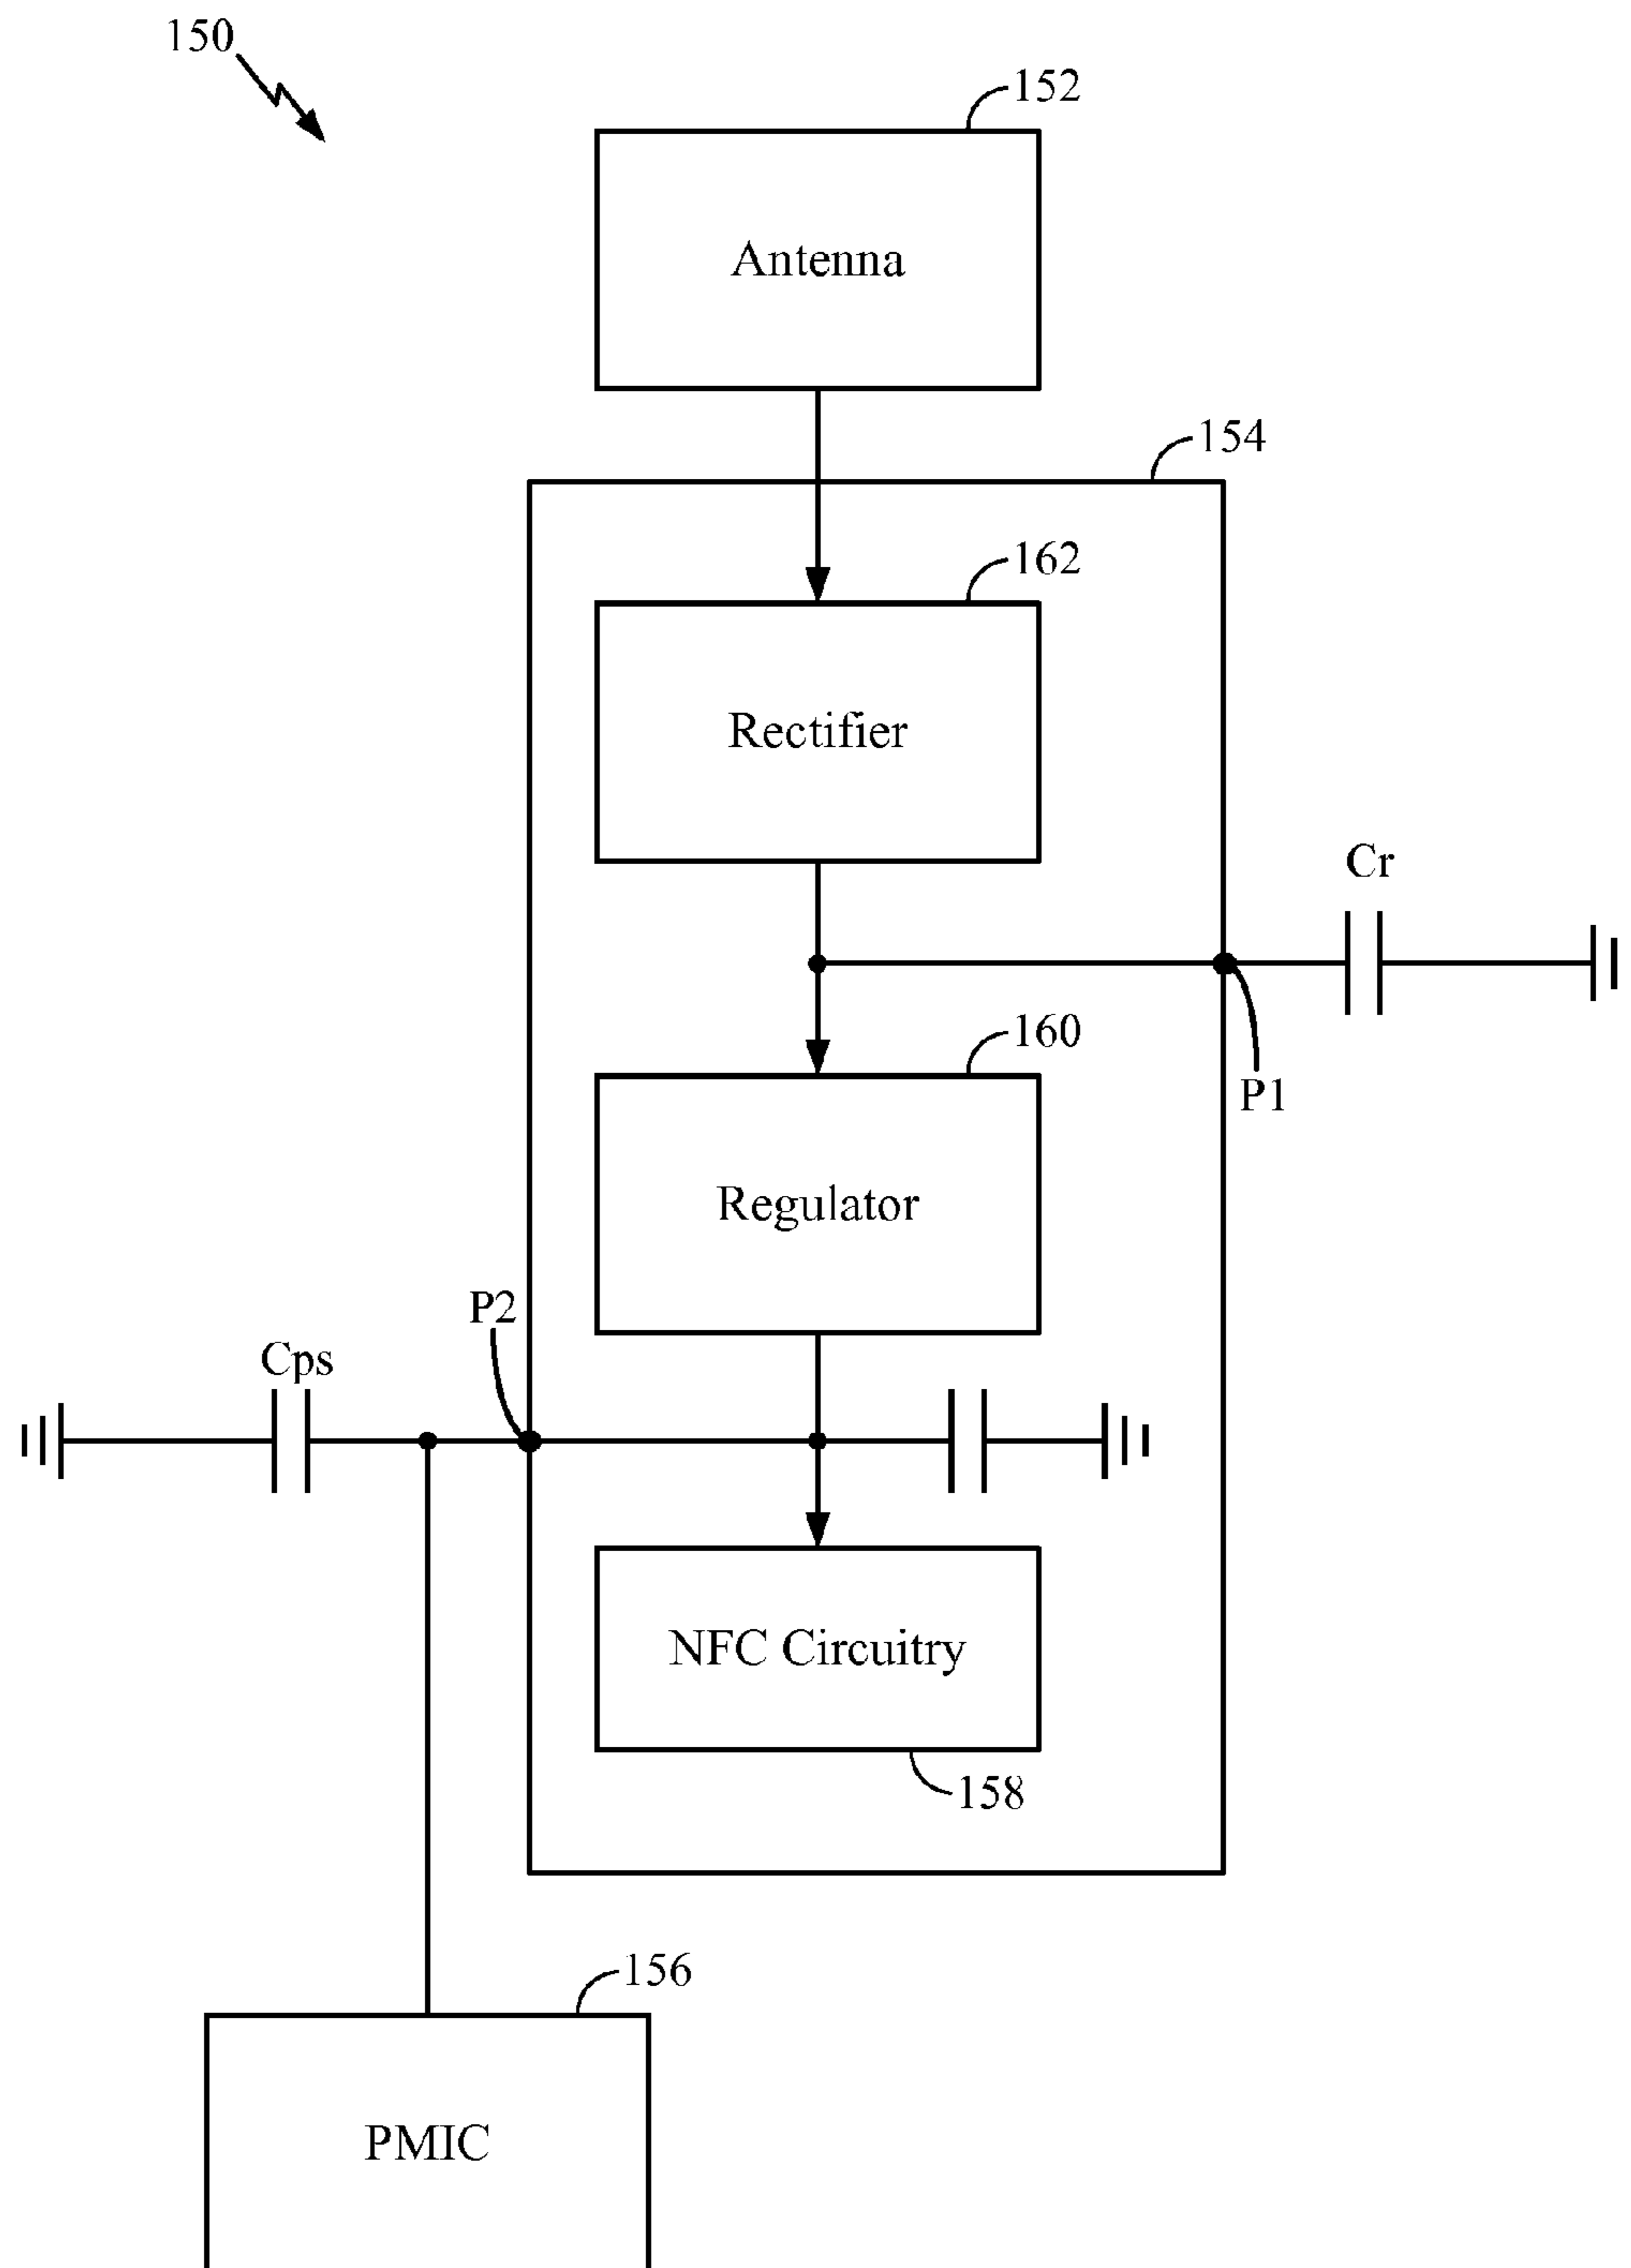 150
152
Antenna
154
162
Rectifier
Cr
160
P1
Regulator
P2
Cps
NFC Circuitry
158
156
PMIC